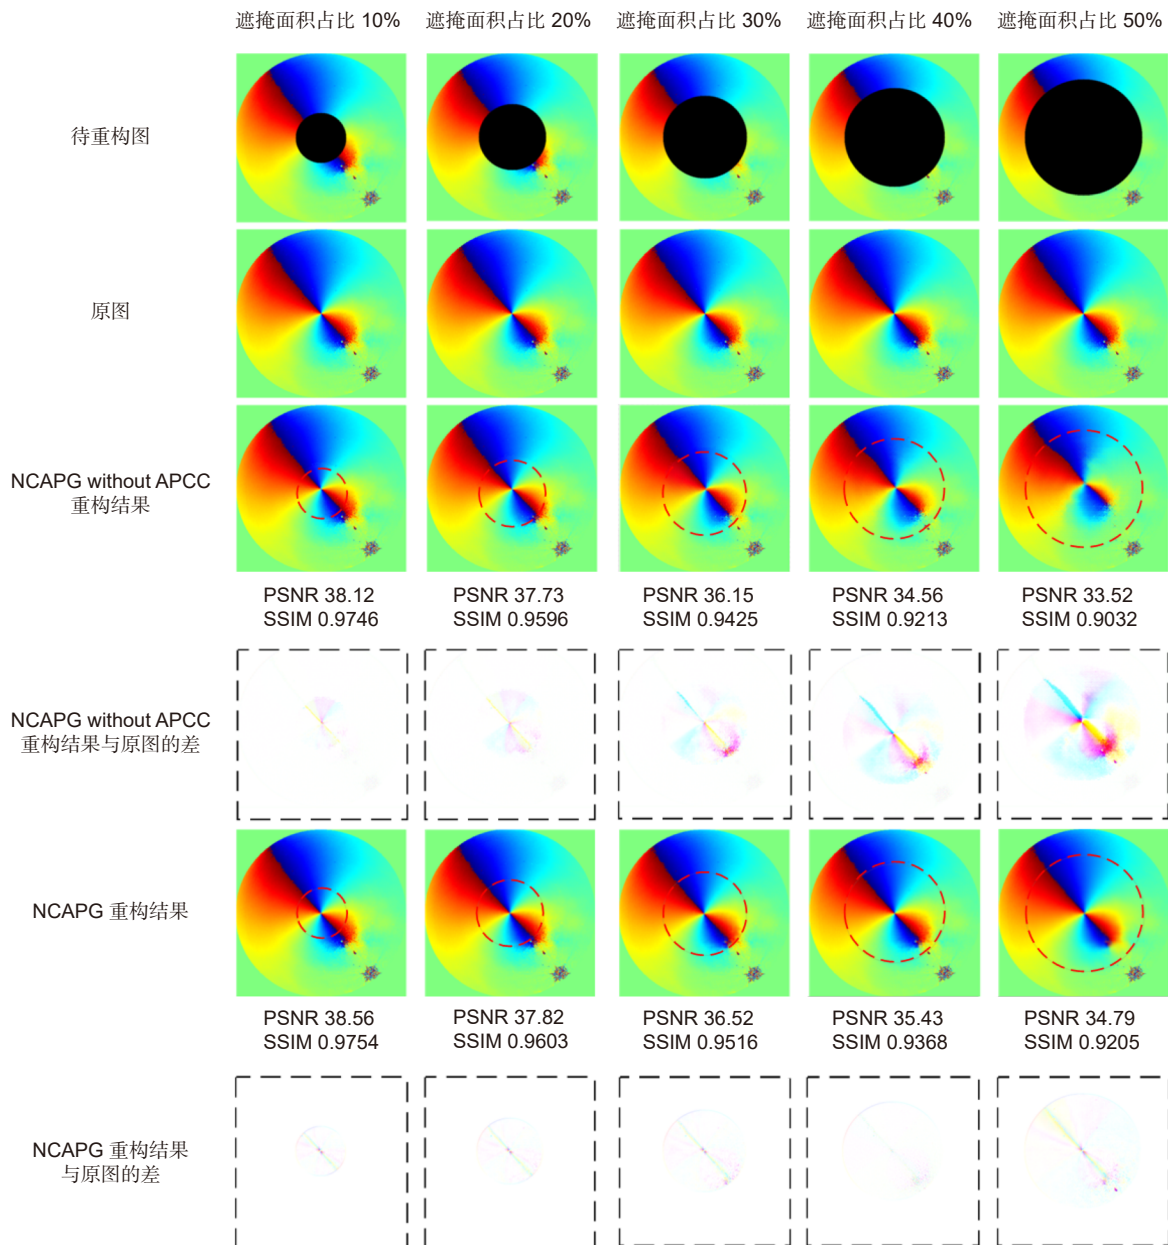 遮掩面积占比 10%
遮掩面积占比 20%
遮掩面积占比 30%
遮掩面积占比 40%
遮掩面积占比 50%
待重构图
原图
NCAPG without APCC
重构结果
PSNR 38.12
SSIM 0.9746
PSNR 37.73
SSIM 0.9596
PSNR 36.15
SSIM 0.9425
PSNR 34.56
SSIM 0.9213
PSNR 33.52
SSIM 0.9032
NCAPG without APCC
重构结果与原图的差
NCAPG 重构结果
PSNR 38.56
SSIM 0.9754
PSNR 37.82
SSIM 0.9603
PSNR 36.52
SSIM 0.9516
PSNR 35.43
SSIM 0.9368
PSNR 34.79
SSIM 0.9205
NCAPG 重构结果
与原图的差